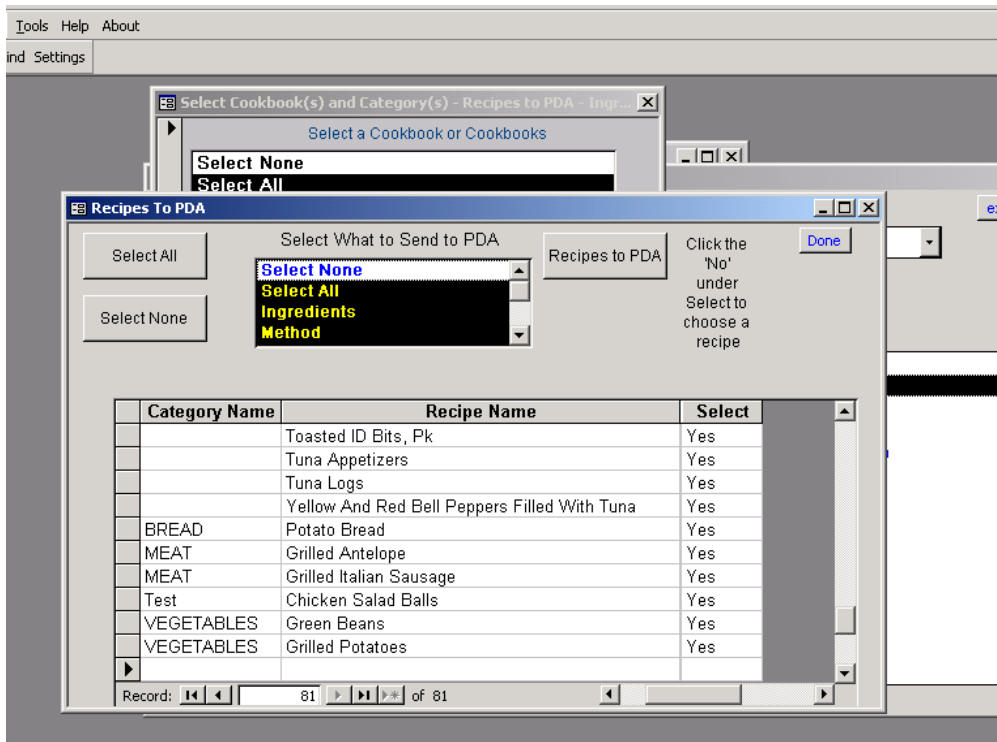 Tools Help About
ind Settings
Select Cookbook(s) and Category(s) - Recipes to PDA - Ingr...
Select a Cookbook or Cookbooks
Select None
Select All
Recipes To PDA
Select All
Select None
Select What to Send to PDA
Select None
Select All
Ingredients
Method
Recipes to PDA
Click the
'No'
under
Select to
choose a
recipe
Done
Category Name Recipe Name Select
Toasted ID Bits, Pk Yes
Tuna Appetizers Yes
Tuna Logs Yes
Yellow And Red Bell Peppers Filled With Tuna Yes
BREAD Potato Bread Yes
MEAT Grilled Antelope Yes
MEAT Grilled Italian Sausage Yes
Test Chicken Salad Balls Yes
VEGETABLES Green Beans Yes
VEGETABLES Grilled Potatoes Yes
Record: 81 of 81